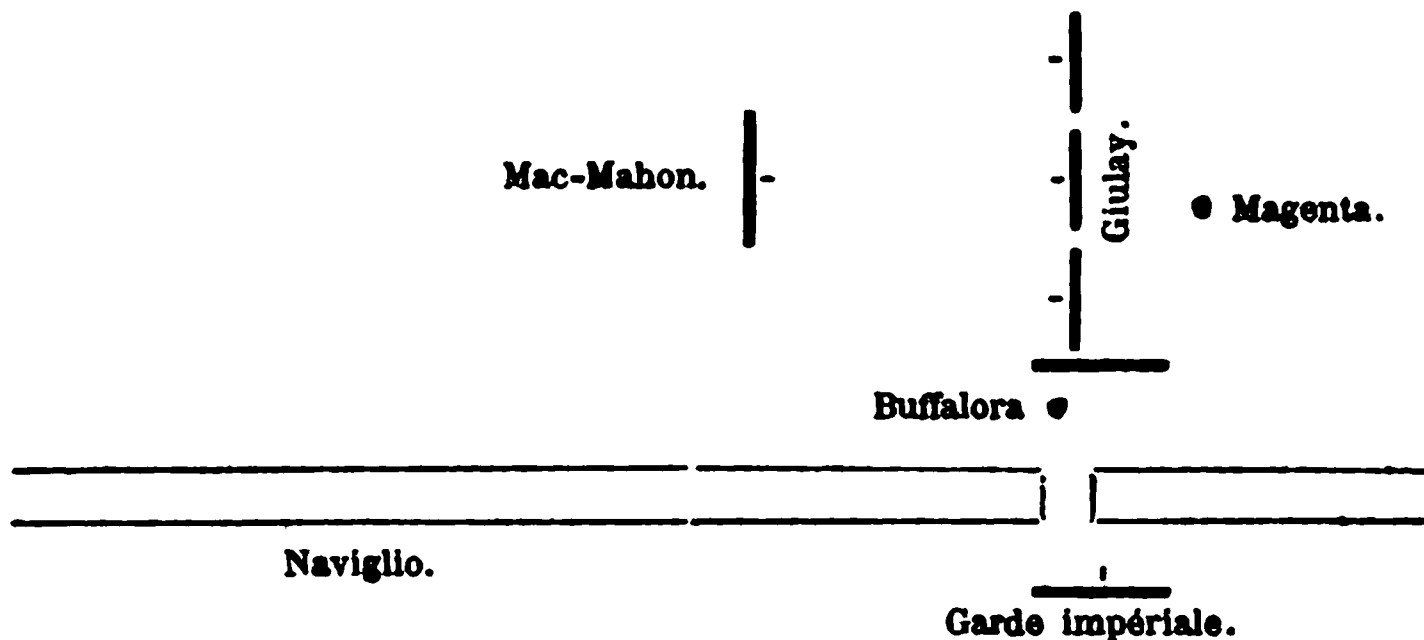 Mac-Mahon.
Giulay.
Magenta.
Buffalora
Naviglio.
Garde impériale.